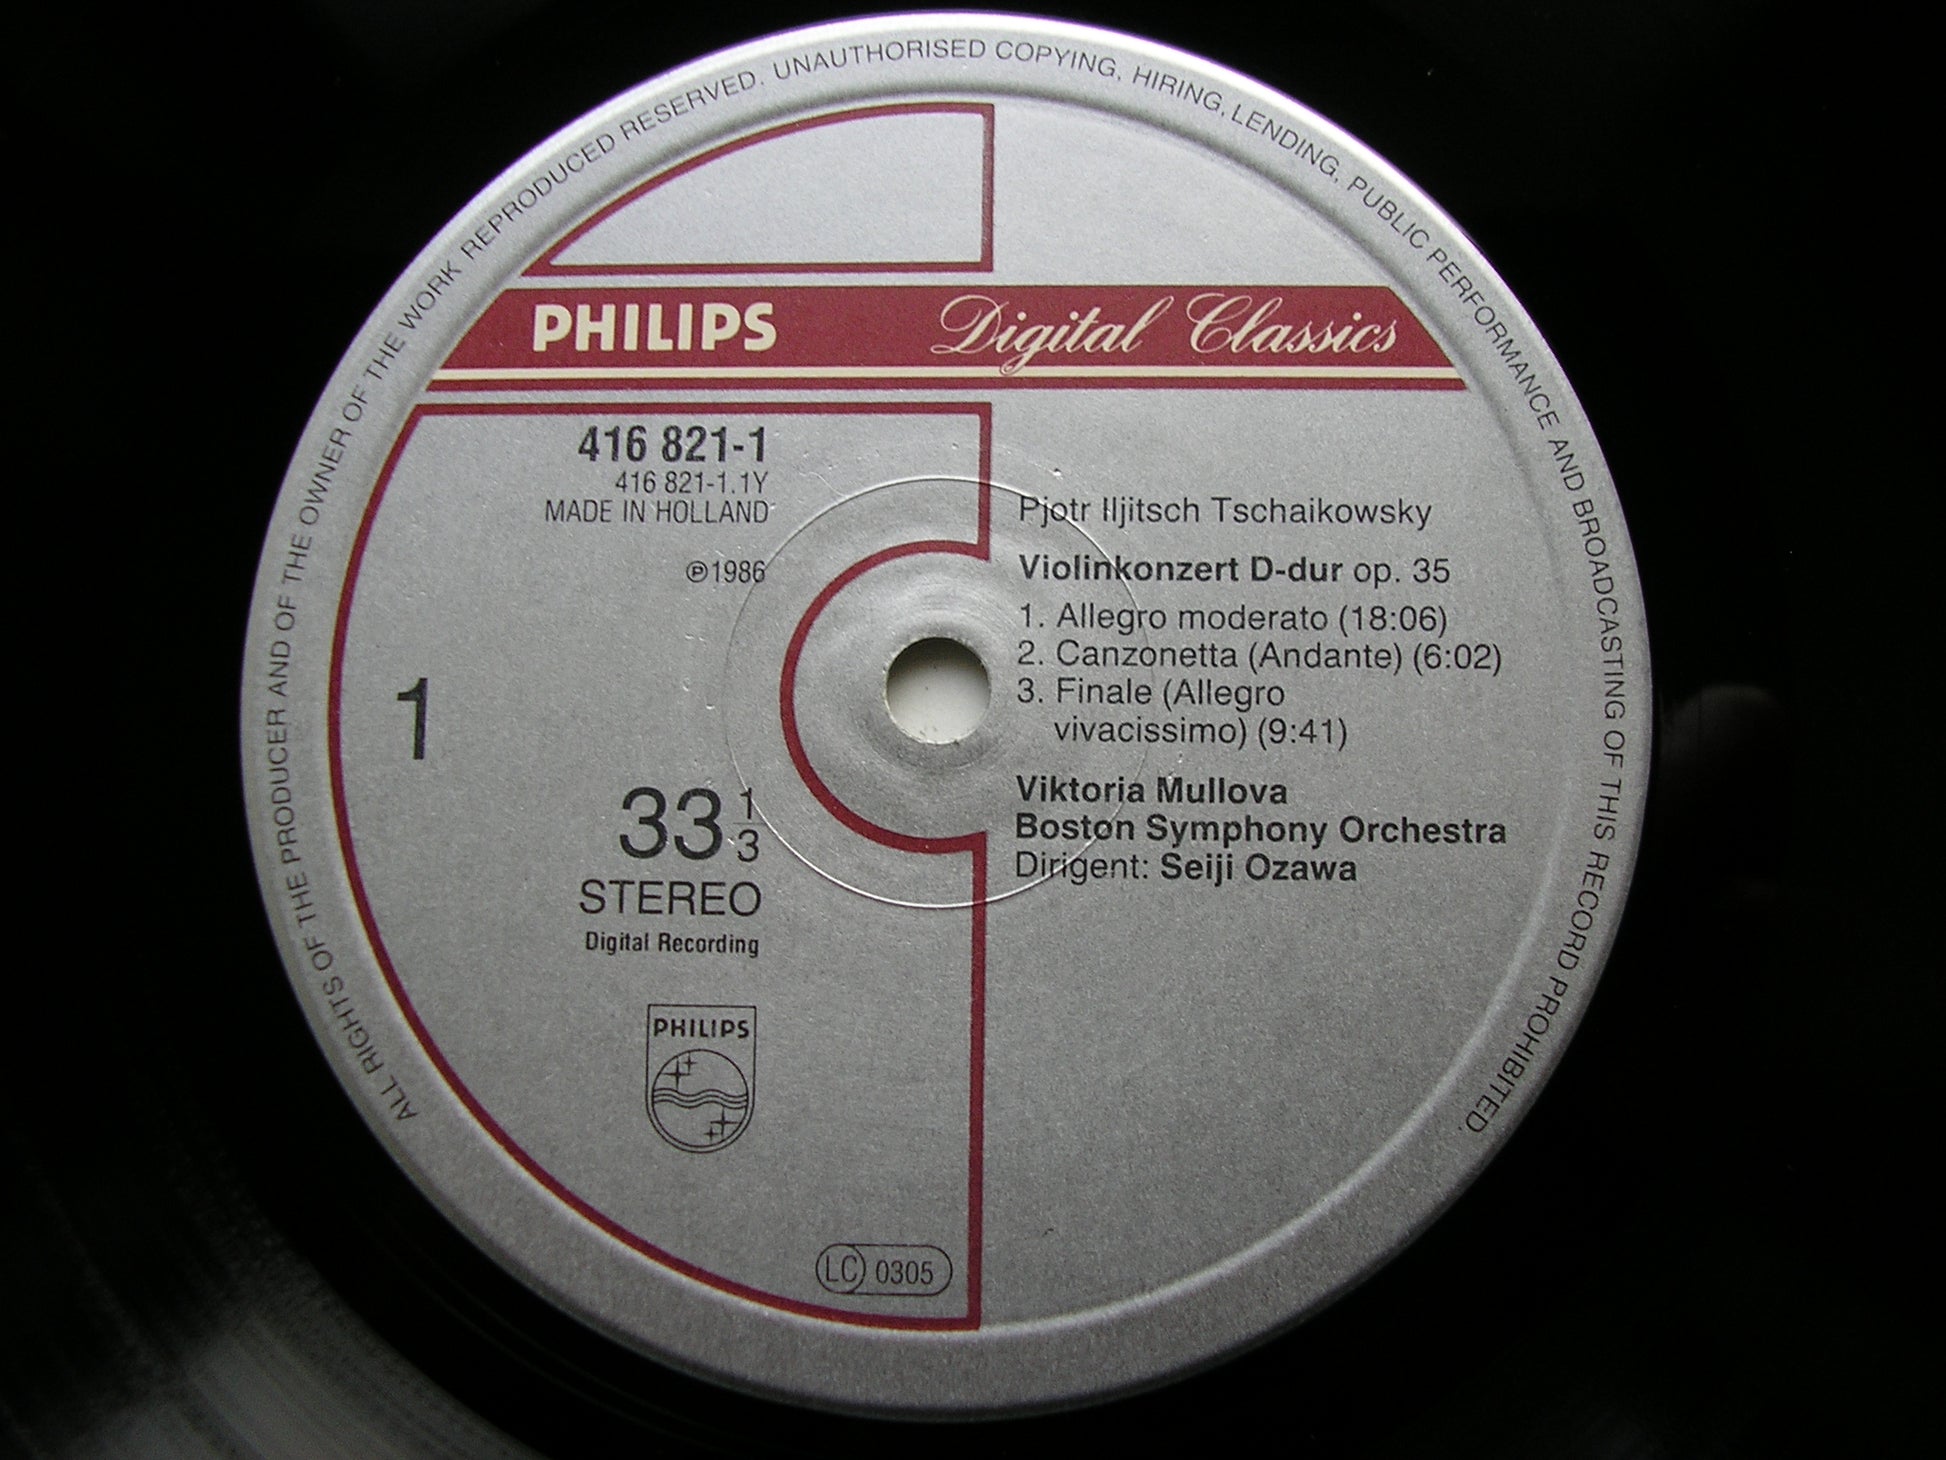 ALL RIGHTS OF THE PRODUCER AND OF THE OWNER OF THE WORK REPRODUCED RESERVED. UNAUTHORISED COPYING, HIRING, LENDING, PUBLIC PERFORMANCE AND BROADCASTING OF THIS RECORD PROHIBITED.
PHILIPS Digital Classics
416 821-1
416 821-1.1Y
MADE IN HOLLAND
℗1986
1
33 1/3
STEREO
Digital Recording
PHILIPS
LC 0305
Pjotr Iljitsch Tschaikowsky
Violinkonzert D-dur op. 35
1. Allegro moderato (18:06)
2. Canzonetta (Andante) (6:02)
3. Finale (Allegro
vivacissimo) (9:41)
Viktoria Mullova
Boston Symphony Orchestra
Dirigent: Seiji Ozawa